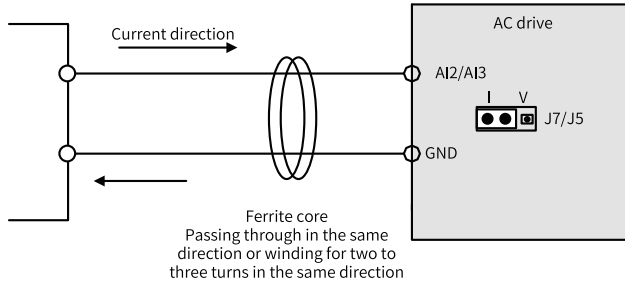 AC drive
Current direction
AI2/AI3
I V
J7/J5
GND
Ferrite core
Passing through in the same
direction or winding for two to
three turns in the same direction